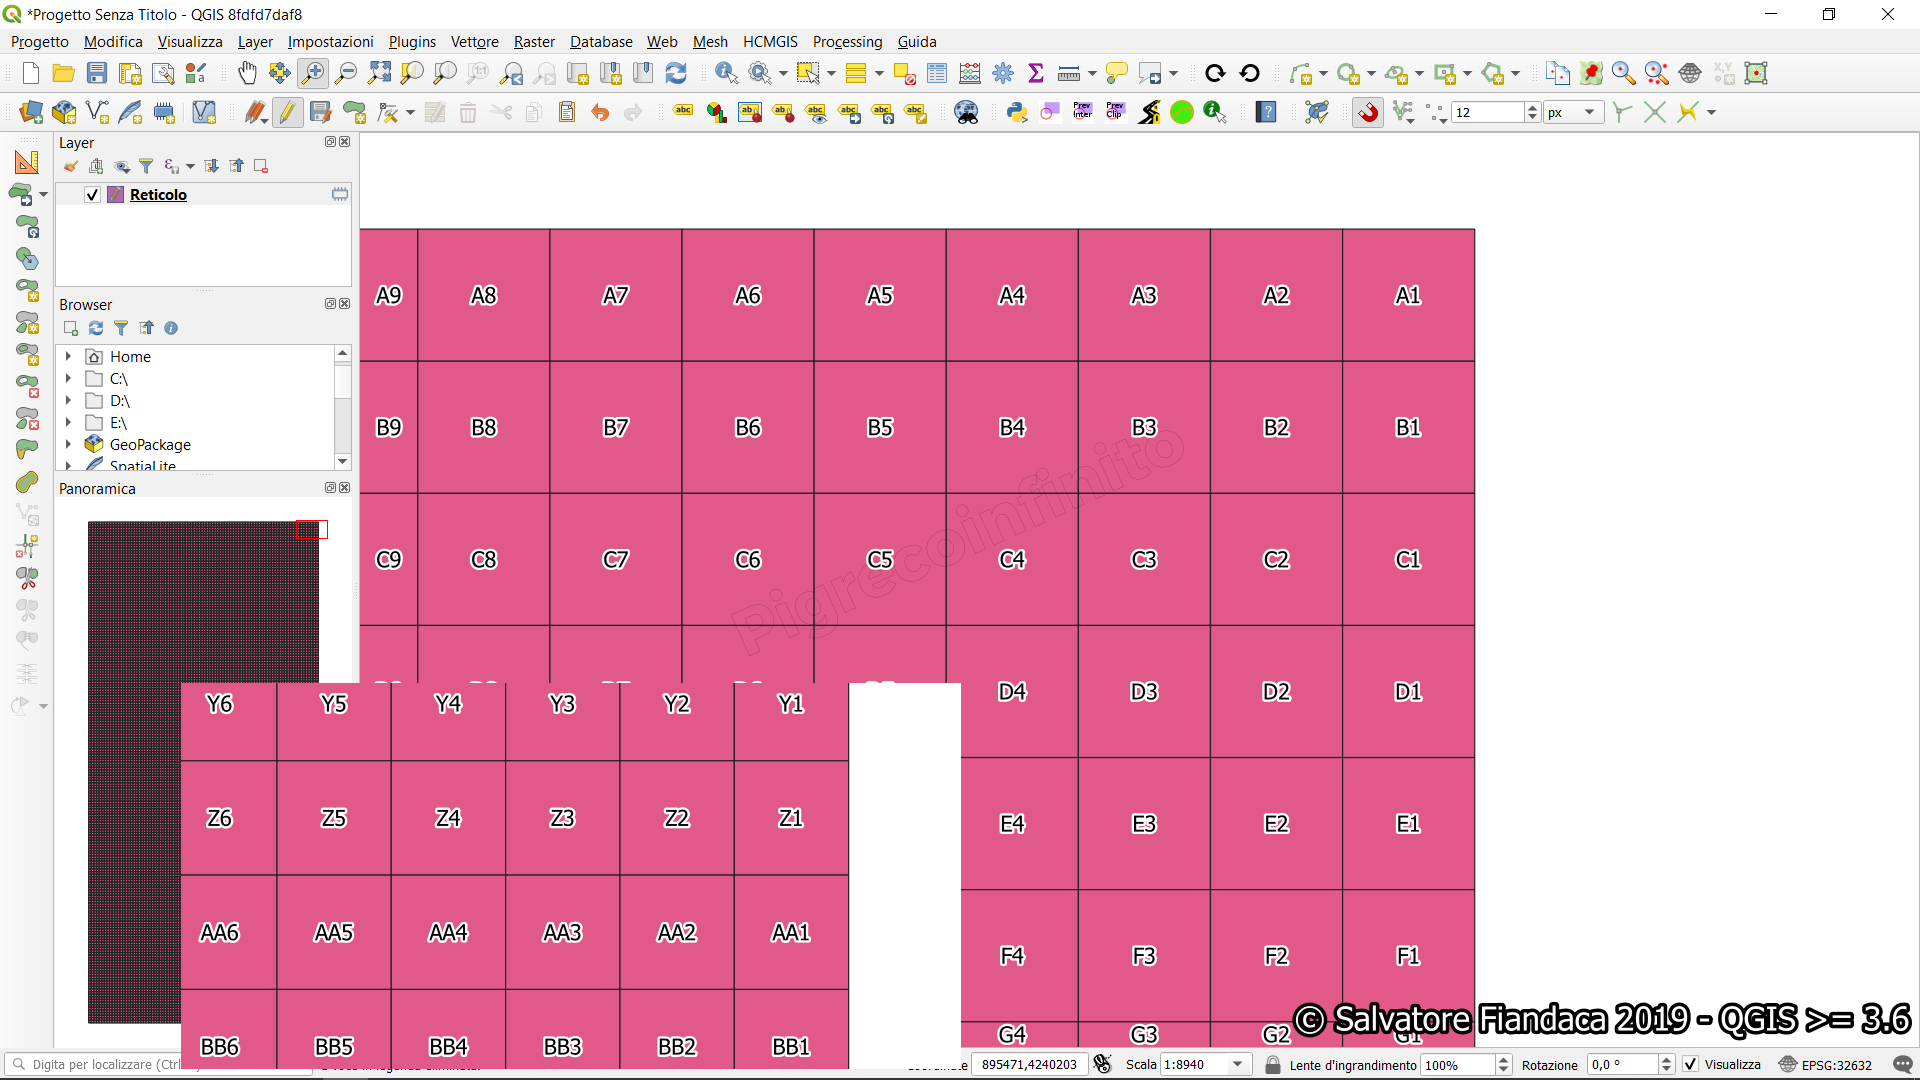 *Progetto Senza Titolo - QGIS 8fdfd7daf8
Progetto Modifica Visualizza Layer Impostazioni Plugins Vettore Raster Database Web Mesh HCMGIS Processing Guida
12 px
Layer
Reticolo
Browser
Home
C:\
D:\
E:\
GeoPackage
SpatiaLite
Panoramica
A9 A8 A7 A6 A5 A4 A3 A2 A1
B9 B8 B7 B6 B5 B4 B3 B2 B1
C9 C8 C7 C6 C5 C4 C3 C2 C1
Pigrecoinfinito
D4 D3 D2 D1
E4 E3 E2 E1
F4 F3 F2 F1
G4 G3 G2 G1
Y6 Y5 Y4 Y3 Y2 Y1
Z6 Z5 Z4 Z3 Z2 Z1
AA6 AA5 AA4 AA3 AA2 AA1
BB6 BB5 BB4 BB3 BB2 BB1
© Salvatore Fiandaca 2019 - QGIS >= 3.6
Digita per localizzare (Ctrl
895471,4240203 Scala 1:8940 Lente d'ingrandimento 100% Rotazione 0,0 ° Visualizza EPSG:32632